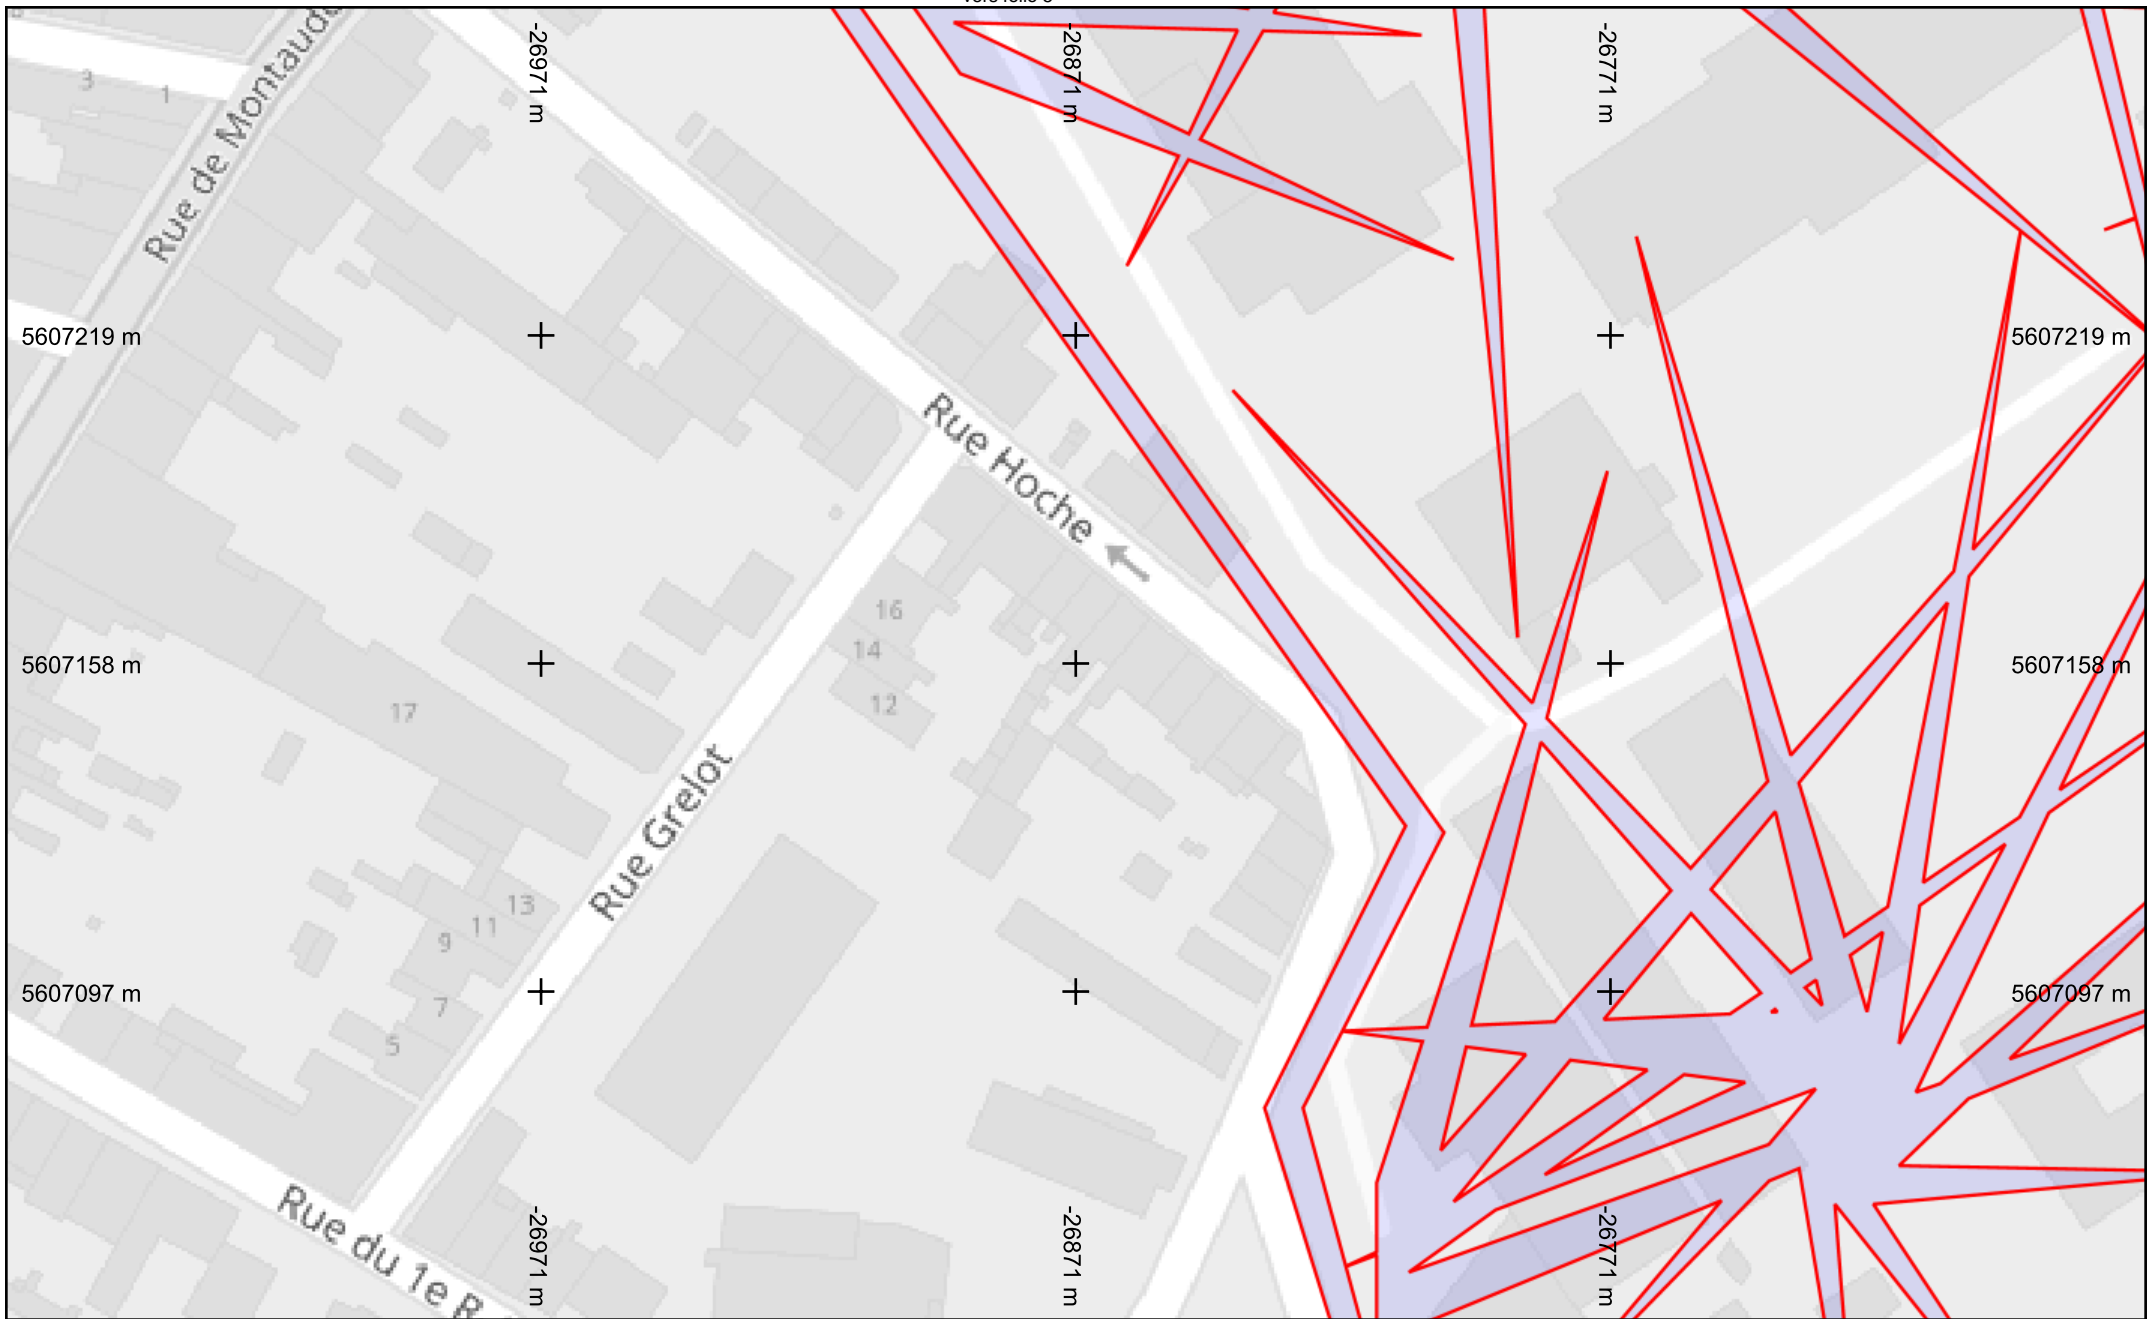 3
1
Rue de Montaud
-26971 m
-26871 m
-26771 m
5607219 m
5607219 m
Rue Hoche
16
14
12
5607158 m
5607158 m
17
Rue Grelot
13
11
9
7
5
5607097 m
5607097 m
Rue du 1e R
-26971 m
-26871 m
-26771 m